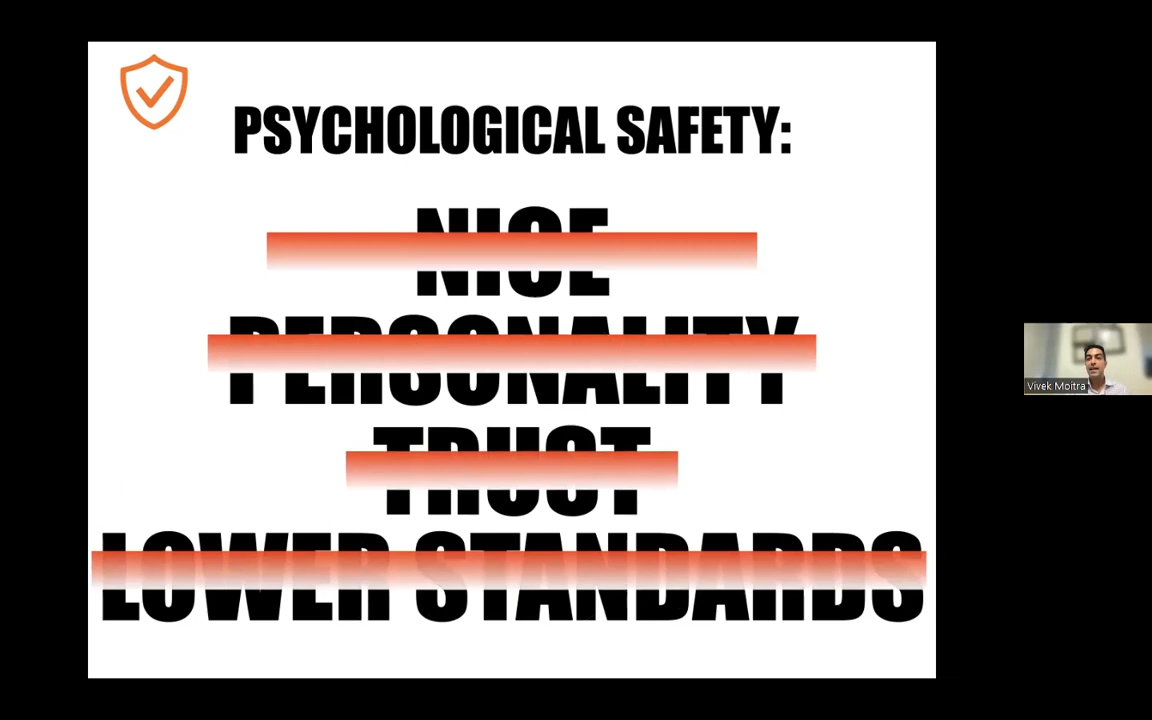 PSYCHOLOGICAL SAFETY:
NICE
PERSONALITY
TRUST
LOWER STANDARDS
Vivek Moitra